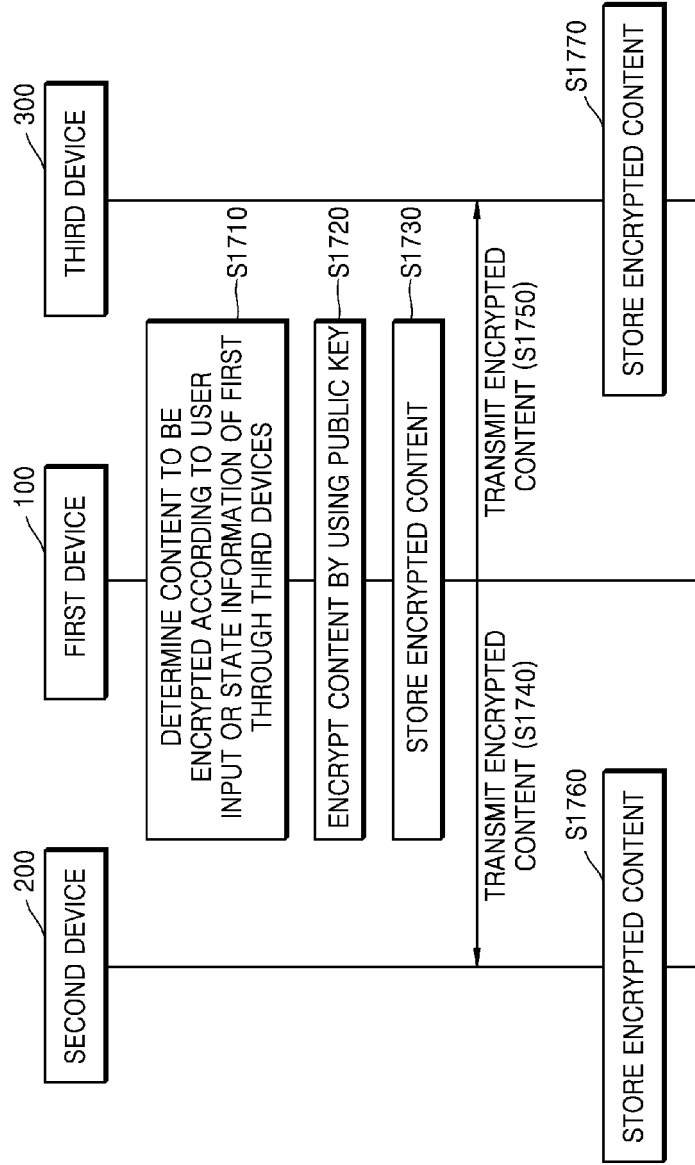 200
SECOND DEVICE
100
FIRST DEVICE
300
THIRD DEVICE
S1710
DETERMINE CONTENT TO BE
ENCRYPTED ACCORDING TO USER
INPUT OR STATE INFORMATION OF FIRST
THROUGH THIRD DEVICES
S1720
ENCRYPT CONTENT BY USING PUBLIC KEY
S1730
STORE ENCRYPTED CONTENT
TRANSMIT ENCRYPTED
CONTENT (S1740)
TRANSMIT ENCRYPTED
CONTENT (S1750)
S1760
STORE ENCRYPTED CONTENT
S1770
STORE ENCRYPTED CONTENT